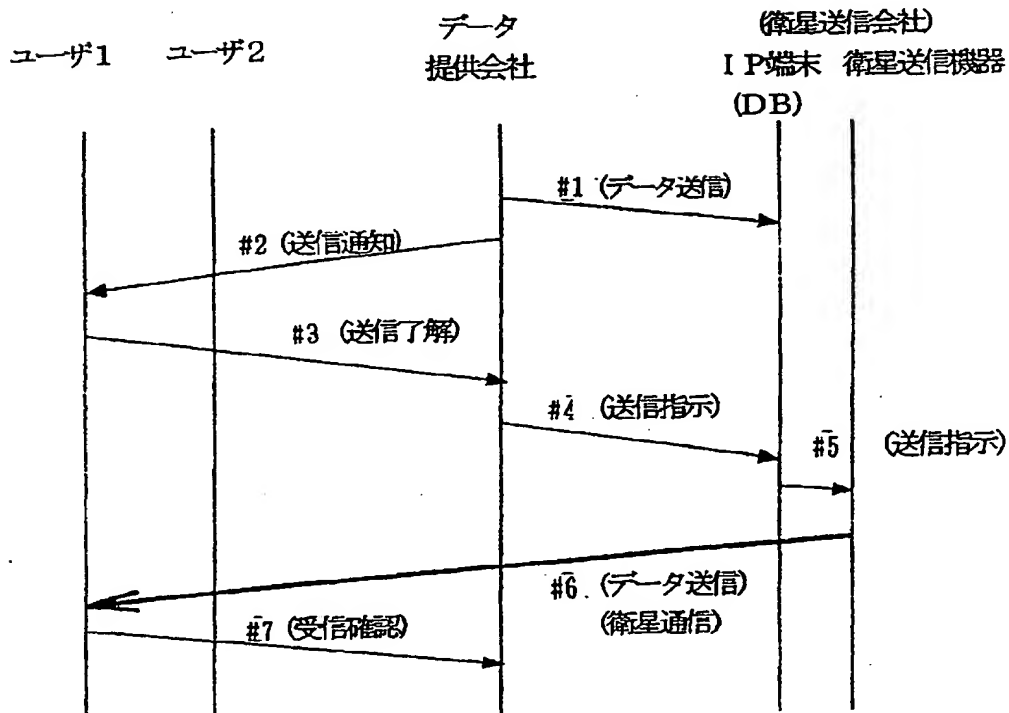 ユーザ1
ユーザ2
データ
提供会社
(衛星送信会社)
IP端末 衛星送信機器
(DB)
#1 (データ送信)
#2 (送信通知)
#3 (送信了解)
#4 (送信指示)
#5 (送信指示)
#6. (データ送信)
(衛星通信)
#7 (受信確認)